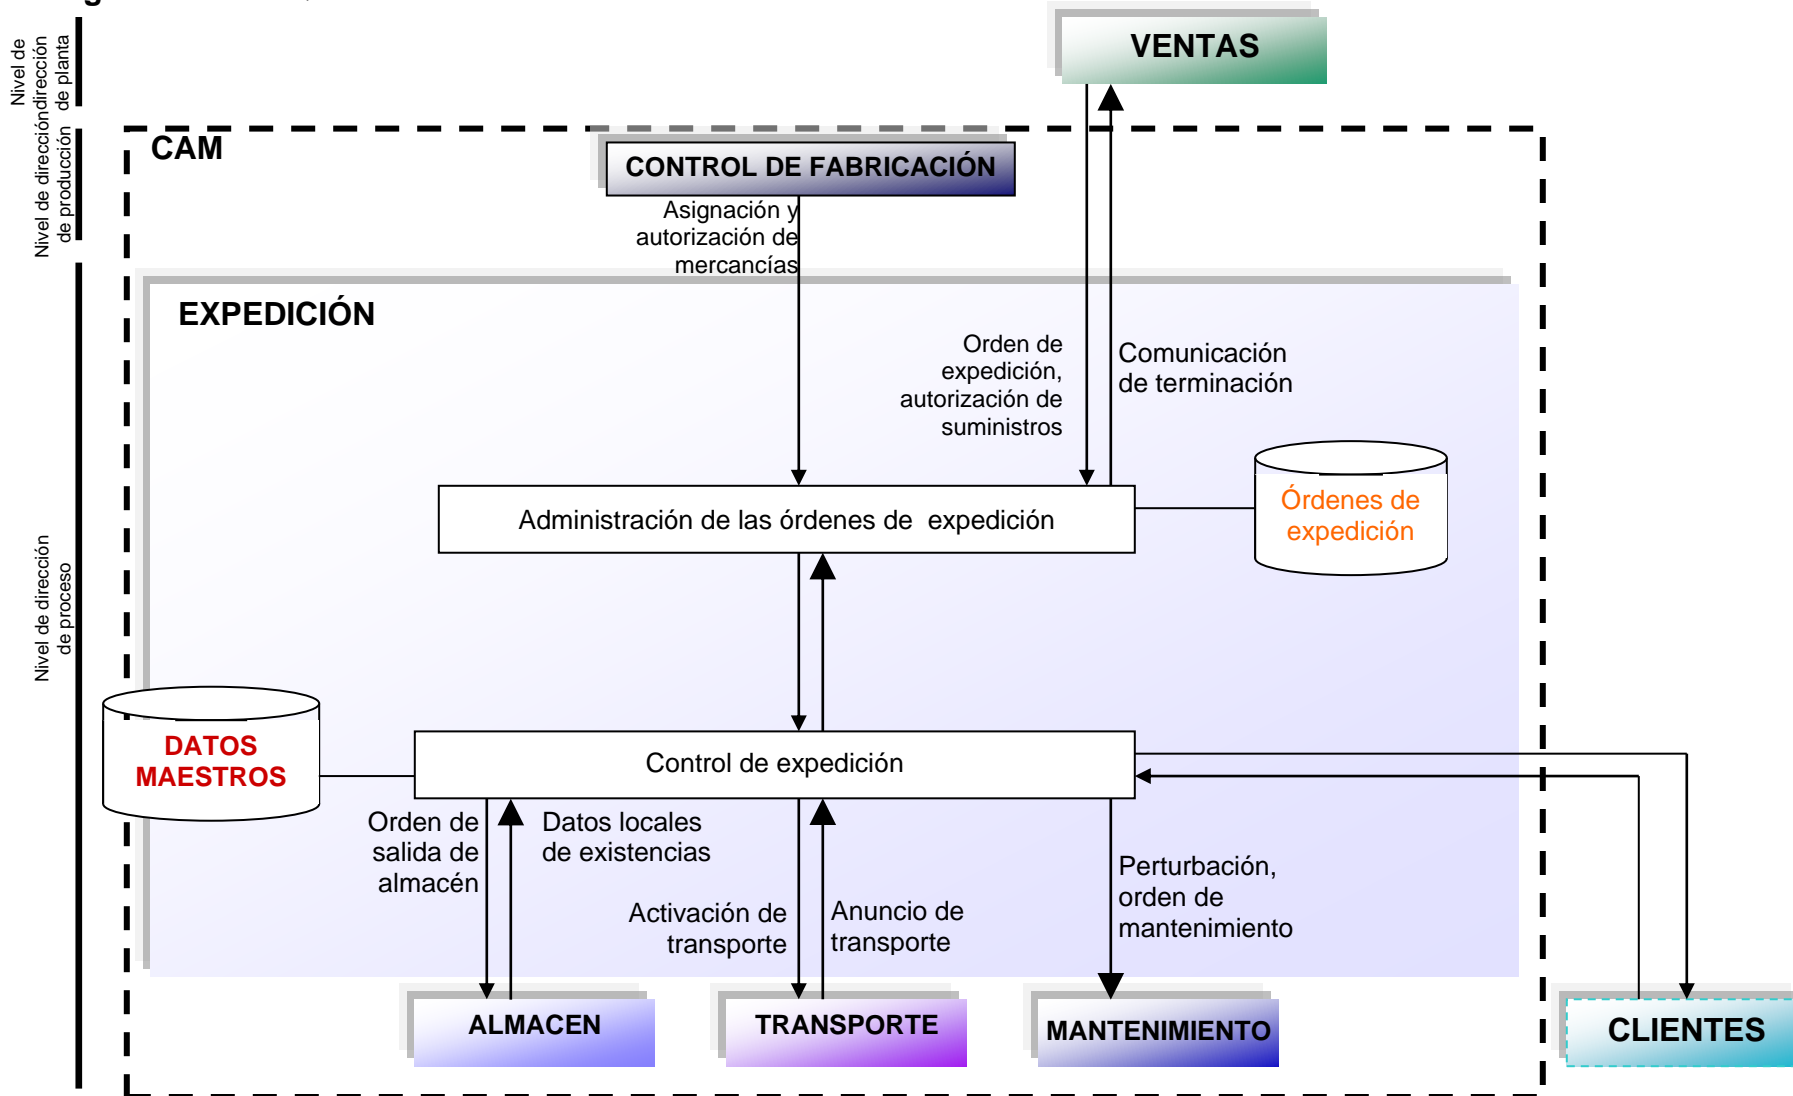 Nivel de
dirección
de planta
VENTAS
Nivel de dirección
de producción
CAM
CONTROL DE FABRICACIÓN
Asignación y
autorización de
mercancías
EXPEDICIÓN
Orden de
expedición,
autorización de
suministros
Comunicación
de terminación
Administración de las órdenes de expedición
Órdenes de
expedición
Nivel de dirección
de proceso
DATOS
MAESTROS
Control de expedición
Orden de
salida de
almacén
Datos locales
de existencias
Activación de
transporte
Anuncio de
transporte
Perturbación,
orden de
mantenimiento
ALMACEN
TRANSPORTE
MANTENIMIENTO
CLIENTES